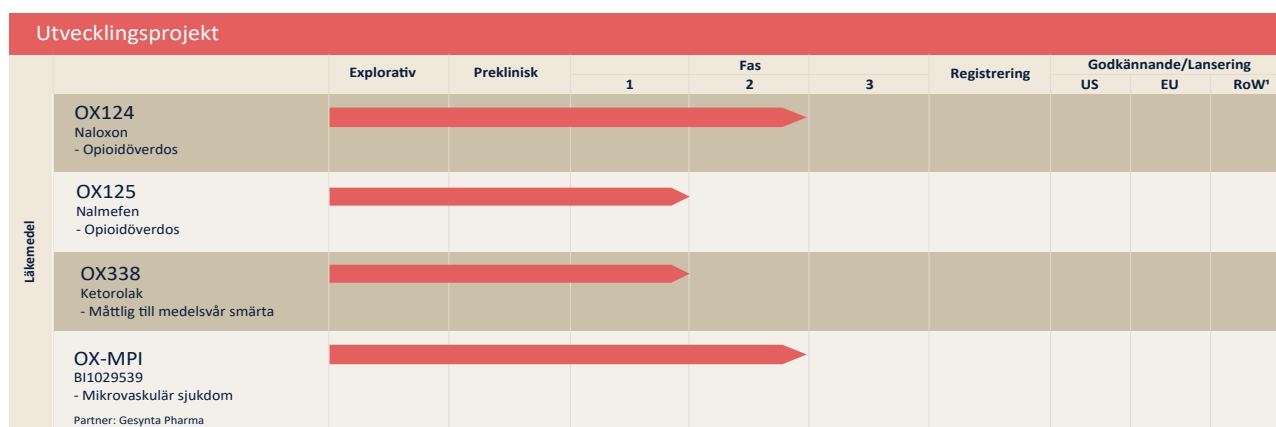 Utvecklingsprojekt
Explorativ
Preklinisk
Fas
1
2
3
Registrering
Godkännande/Lansering
US
EU
RoW¹
Läkemedel
OX124
Naloxon
- Opioidöverdos
OX125
Nalmefen
- Opioidöverdos
OX338
Ketorolak
- Måttlig till medelsvår smärta
OX-MPI
BI1029539
- Mikrovaskulär sjukdom
Partner: Gesynta Pharma